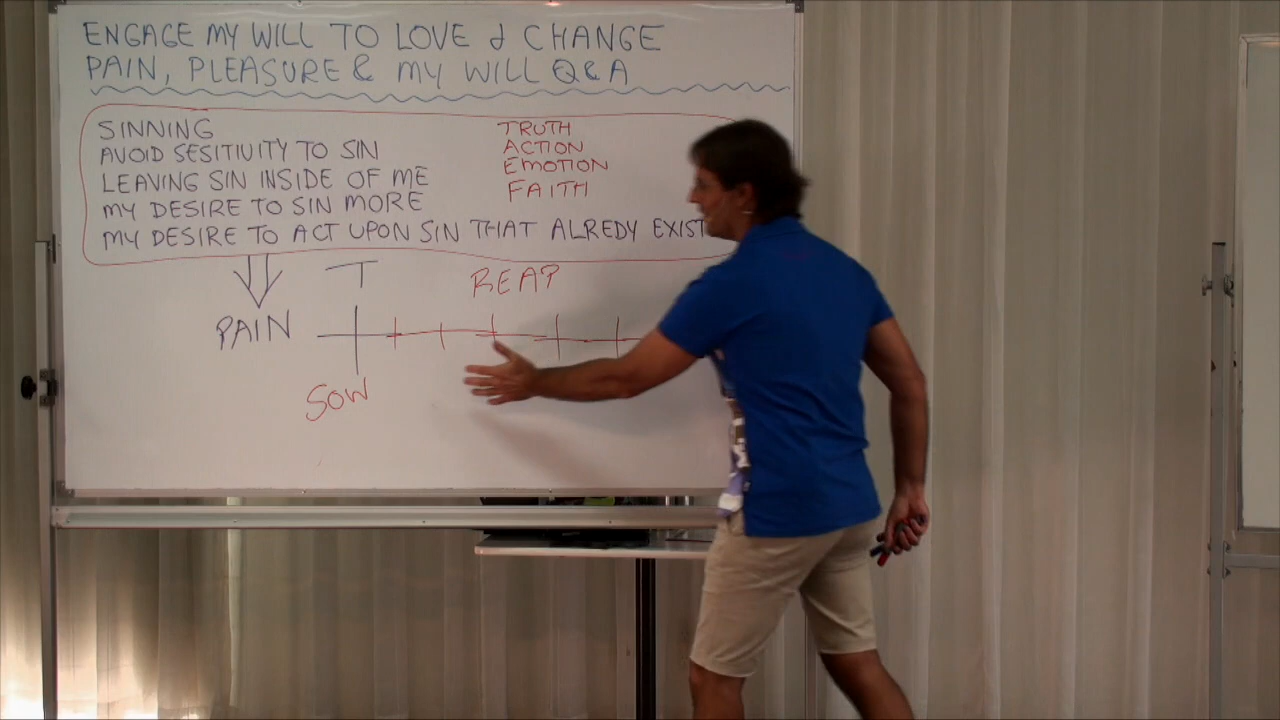 ENGAGE MY WILL TO LOVE & CHANGE
PAIN, PLEASURE & MY WILL Q&A
SINNING
AVOID SESITIVITY TO SIN
LEAVING SIN INSIDE OF ME
MY DESIRE TO SIN MORE
MY DESIRE TO ACT UPON SIN THAT ALREDY EXIST
TRUTH
ACTION
EMOTION
FAITH
T
REAP
PAIN
SOW